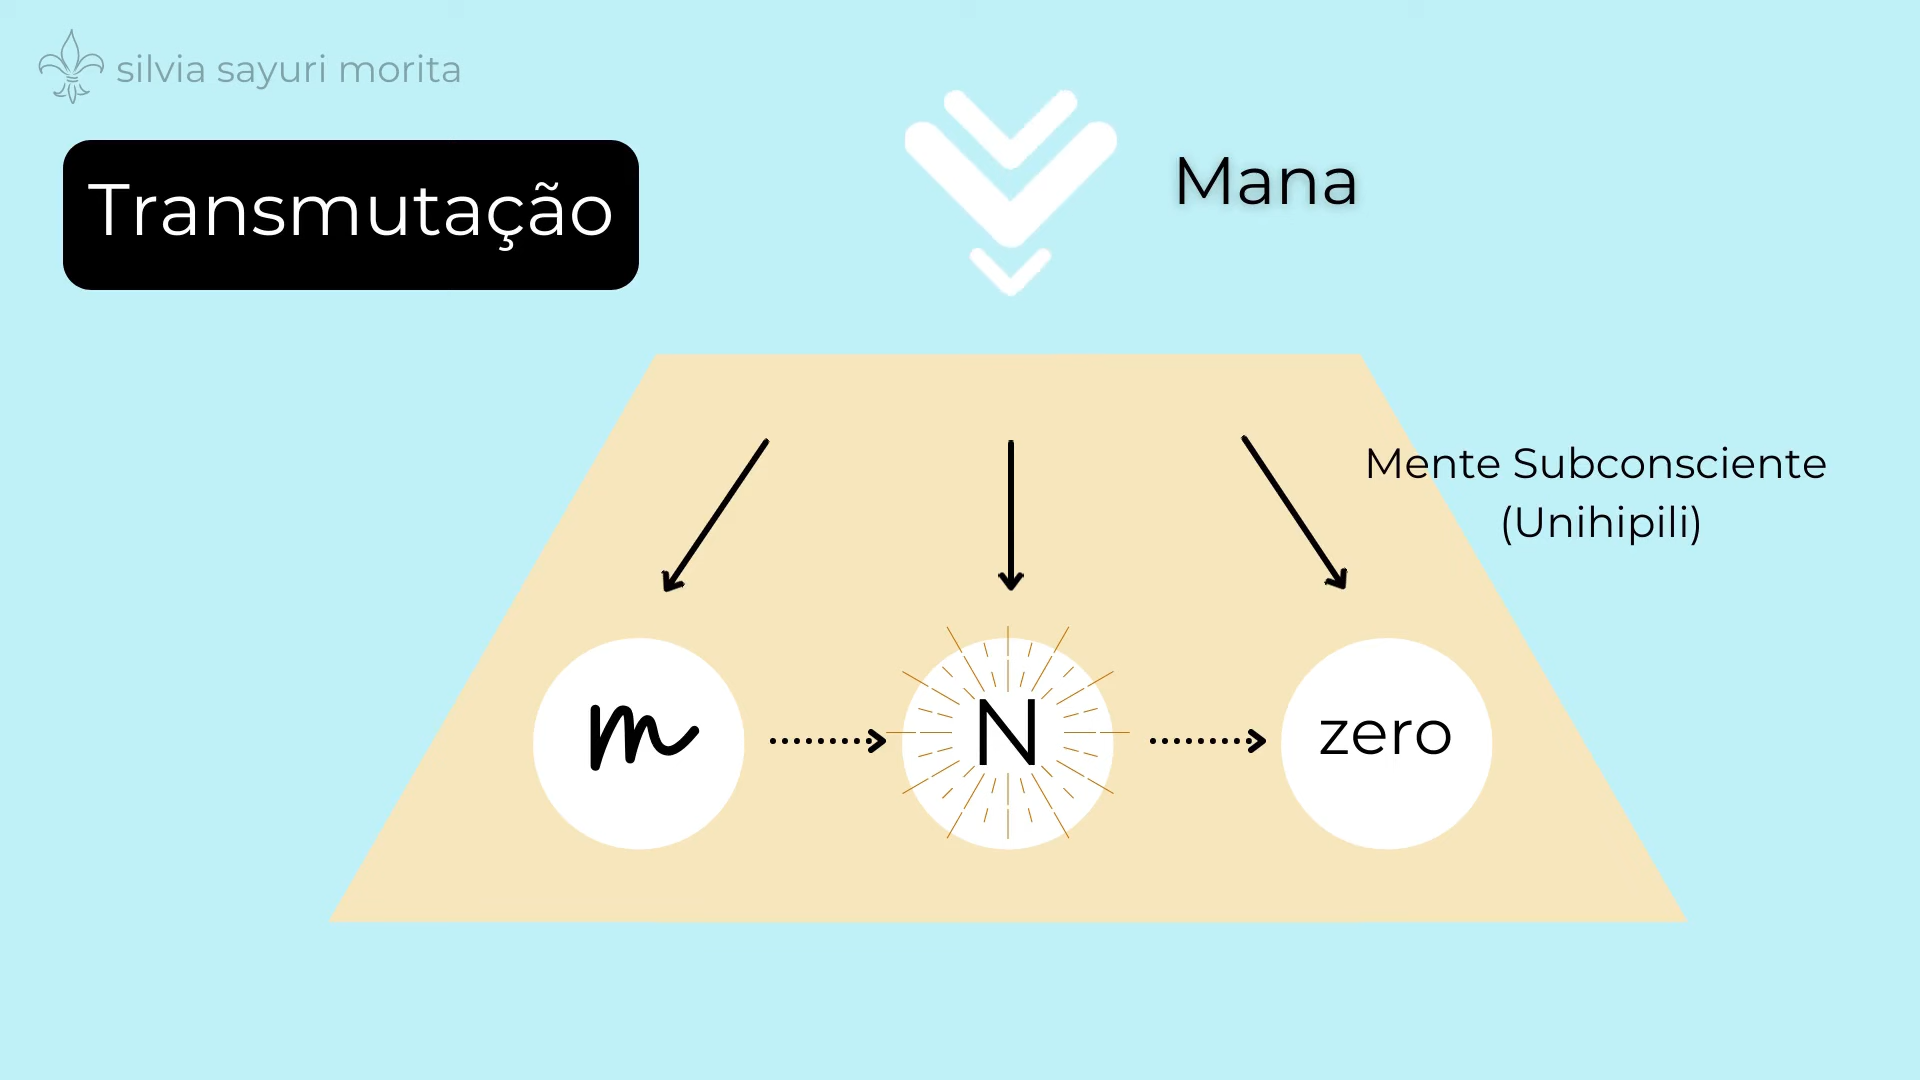 silvia sayuri morita
Transmutação
Mana
Mente Subconsciente
(Unihipili)
m
N
zero